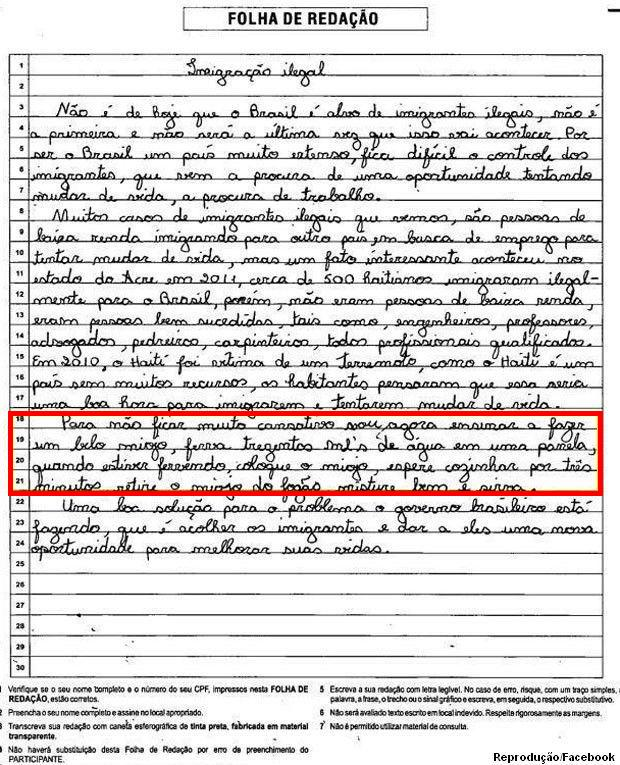 FOLHA DE REDAÇÃO
1 Imigração ilegal
2
3 Não é de hoje que o Brasil é alvo de imigrantes ilegais, não é
4 a primeira e não será a última vez que isso vai acontecer. Por
5 ser o Brasil um país muito extenso, fica difícil o controle dos
6 imigrantes, que vem a procura de uma oportunidade tentando
7 mudar de vida, a procura de trabalho.
8 Muitos casos de imigrantes ilegais que vemos, são pessoas de
9 baixa renda imigrando para outro país, em busca de emprego para
10 tentar mudar de vida, mas um fato interessante aconteceu no
11 estado do Acre em 2011, cerca de 500 haitianos imigraram ilegal-
12 mente para o Brasil, porém, não eram pessoas de baixa renda,
13 eram pessoas bem sucedidas, tais como, engenheiros, professores,
14 advogados, pedreiros, carpinteiros, todos profissionais qualificados.
15 Em 2010, o Haiti foi vítima de um terremoto, como o Haiti é um
16 país sem muitos recursos, os habitantes pensaram que essa seria
17 uma boa hora para imigrarem e tentarem mudar de vida.
18 Para não ficar muito cansativo, vou agora ensinar a fazer
19 um belo miojo, ferva trezentos ml's de água em uma panela,
20 quando estiver fervendo, coloque o miojo, espere cozinhar por três
21 minutos retire o miojo do fogão misture bem e sirva.
22 Uma boa solução para o problema o governo brasileiro está
23 fazendo, que é acolher os imigrantes e dar a eles uma nova
24 oportunidade para melhorar suas vidas.
25
26
27
28
29
30
1 Verifique se o seu nome completo e o número do seu CPF, impressos nesta FOLHA DE
REDAÇÃO, estão corretos.
2 Preencha o seu nome completo e assine no local apropriado.
3 Transcreva sua redação com caneta esferográfica de tinta preta, fabricada em material
transparente.
Não haverá substituição desta Folha de Redação por erro de preenchimento do
PARTICIPANTE.
5 Escreva a sua redação com letra legível. No caso de erro, risque, com um traço simples, a
palavra, a frase, o trecho ou o sinal gráfico e escreva, em seguida, o respectivo substitutivo.
6 Não será avaliado texto escrito em local indevido. Respeite rigorosamente as margens.
7 Não é permitido utilizar material de consulta.
Reprodução/Facebook